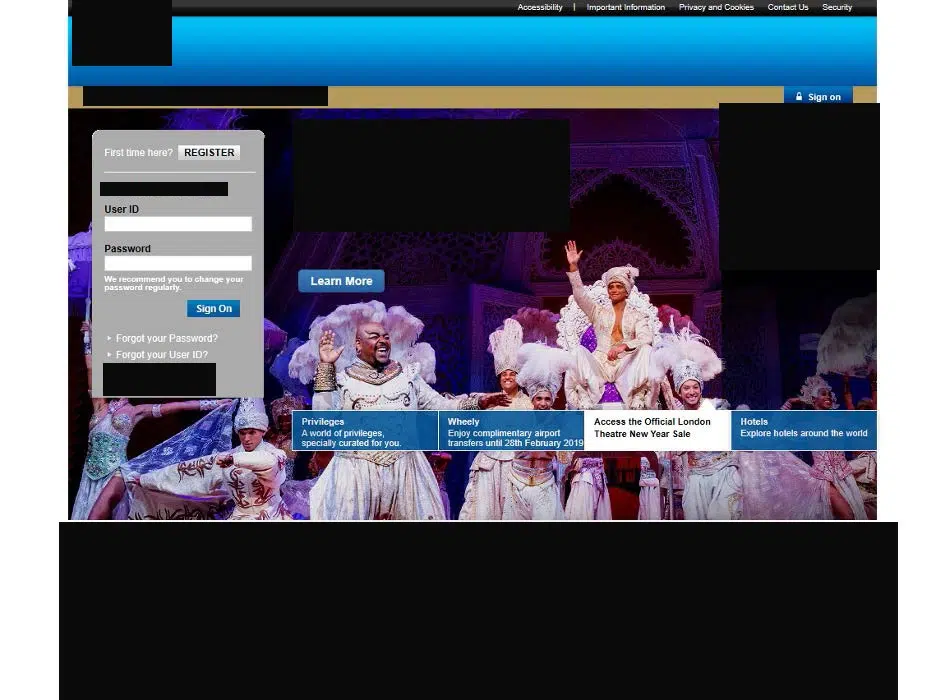 Accessibility | Important Information Privacy and Cookies Contact Us Security
Sign on
First time here? REGISTER
User ID
Password
We recommend you to change your
password regularly.
Sign On
Forgot your Password?
Forgot your User ID?
Learn More
Privileges
A world of privileges,
specially curated for you.
Wheely
Enjoy complimentary airport
transfers until 28th February 2019
Access the Official London
Theatre New Year Sale
Hotels
Explore hotels around the world